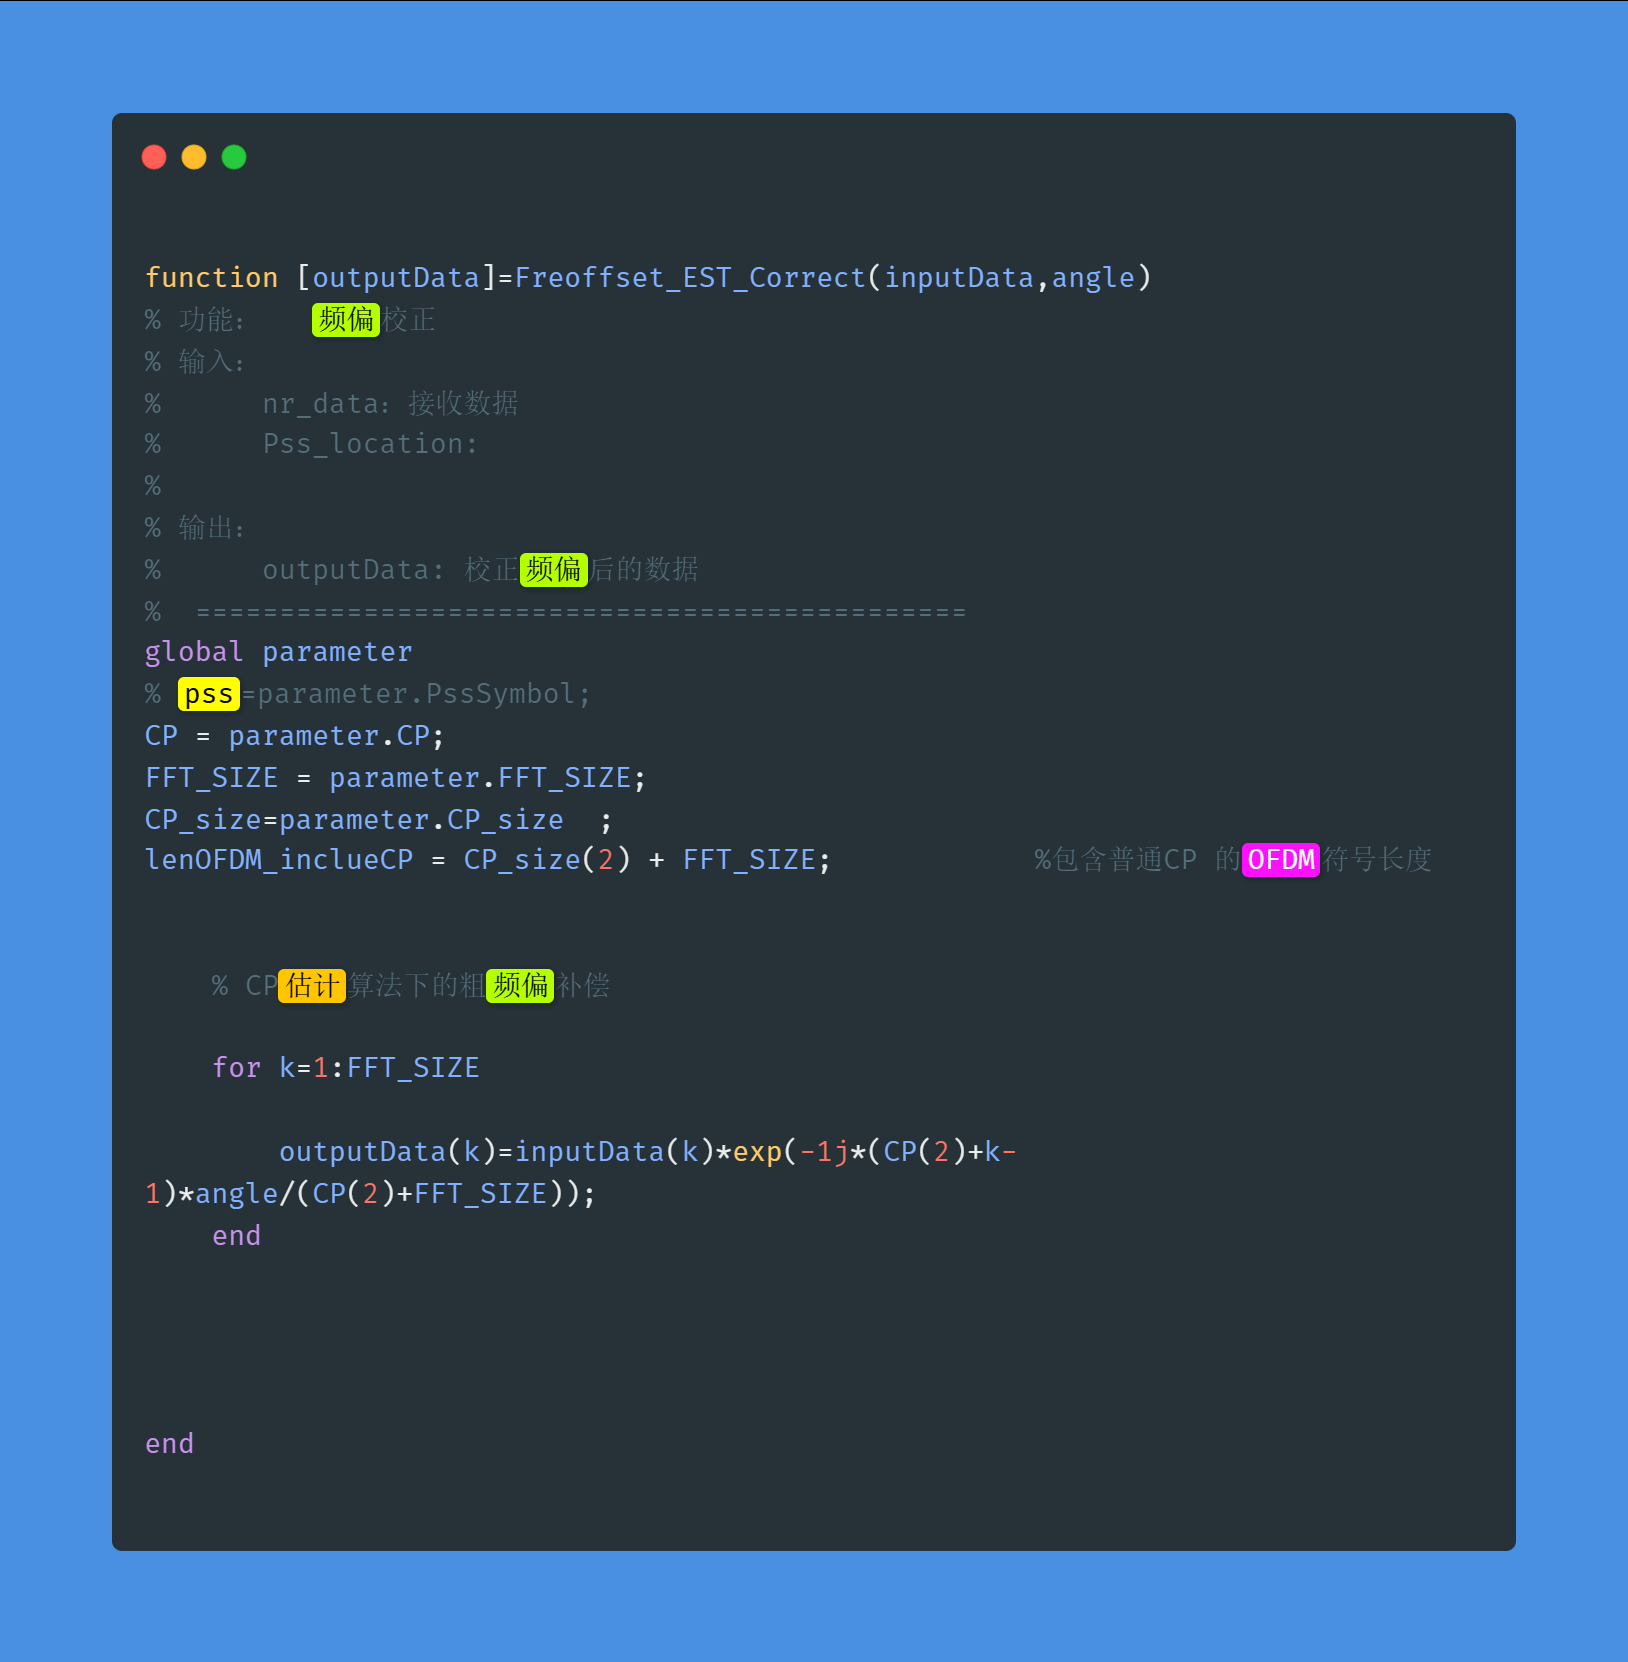 function [outputData]=Freoffset_EST_Correct(inputData,angle)
% 功能：   频偏校正
% 输入：
%      nr_data：接收数据
%      Pss_location:
%
% 输出：
%      outputData: 校正频偏后的数据
%  ==============================================
global parameter
% pss=parameter.PssSymbol;
CP = parameter.CP;
FFT_SIZE = parameter.FFT_SIZE;
CP_size=parameter.CP_size  ;
lenOFDM_inclueCP = CP_size(2) + FFT_SIZE;            %包含普通CP 的OFDM符号长度
    % CP估计算法下的粗频偏补偿
    for k=1:FFT_SIZE
        outputData(k)=inputData(k)*exp(-1j*(CP(2)+k-
1)*angle/(CP(2)+FFT_SIZE));
    end
end